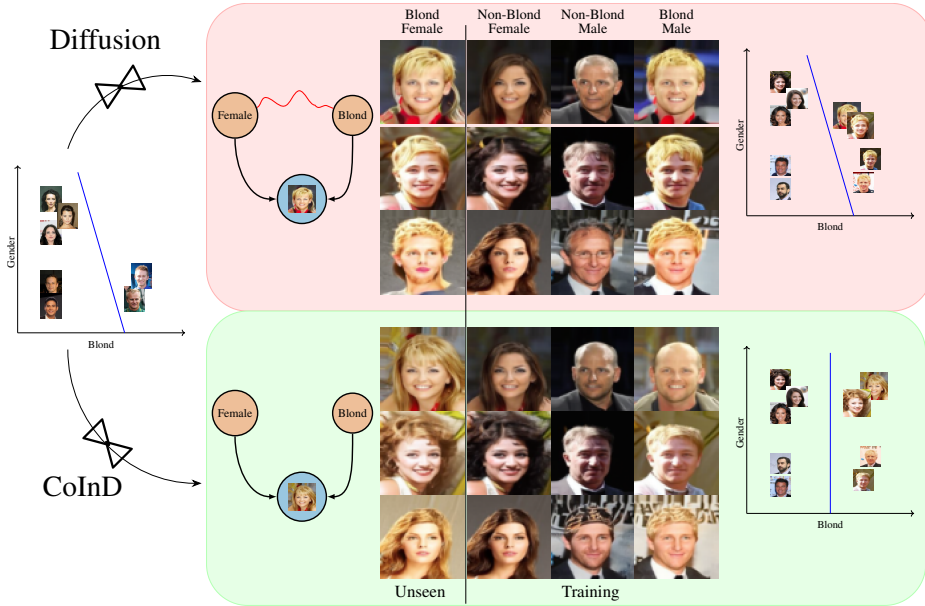 Diffusion
Blond
Female
Non-Blond
Female
Non-Blond
Male
Blond
Male
Female
Blond
Gender
Blond
Gender
Blond
CoInD
Female
Blond
Gender
Blond
Unseen
Training